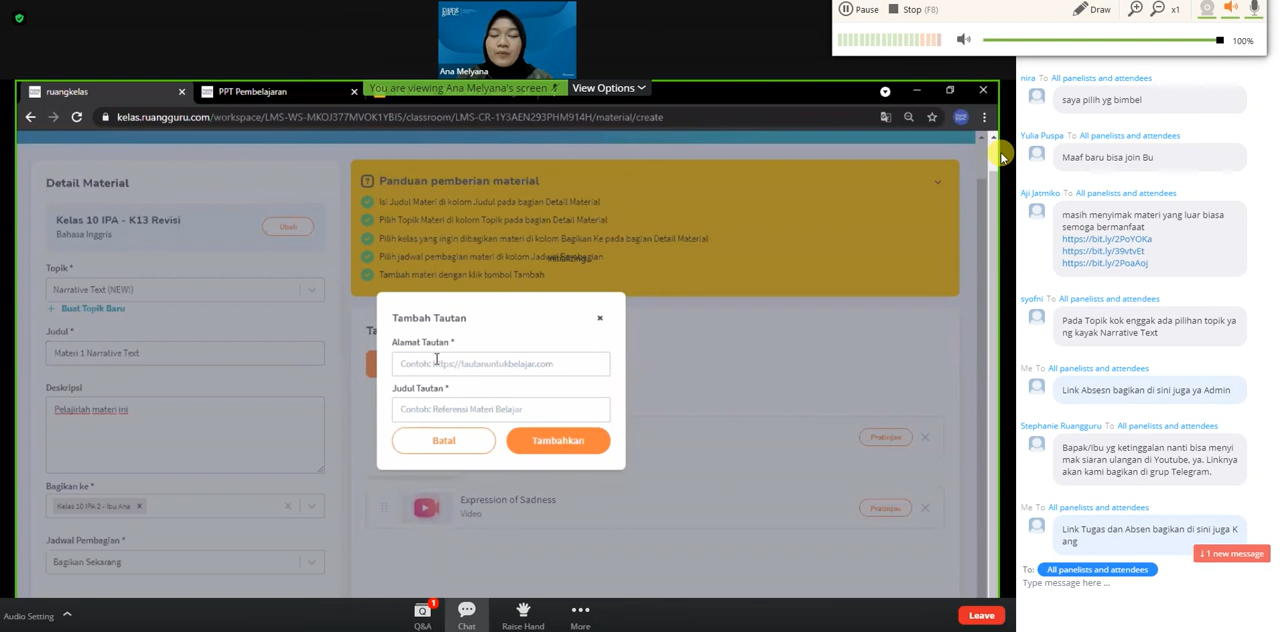 Pause
Stop (F8)
Draw
x1
100%
Ana Melyana
ruangkelas
PPT Pembelajaran
You are viewing Ana Melyana's screen
View Options
kelas.ruangguru.com/workspace/LMS-WS-MKOJ377MVOK1YBI5/classroom/LMS-CR-1Y3AEN293PHM914H/material/create
Detail Material
Kelas 10 IPA - K13 Revisi
Bahasa Inggris
Ubah
Topik *
Narrative Text (NEW!)
+ Buat Topik Baru
Judul *
Materi 1 Narrative Text
Deskripsi
Pelajirlah materi ini
Bagikan ke *
Kelas 10 IPA 2 - Ibu Ana
Jadwal Pembagian *
Bagikan Sekarang
Panduan pemberian material
Isi Judul Materi di kolom Judul pada bagian Detail Material
Pilih Topik Materi di kolom Topik pada bagian Detail Material
Pilih kelas yang ingin dibagikan materi di kolom Bagikan Ke pada bagian Detail Material
Pilih jadwal pembagian materi di kolom Jadwal Pembagian
Tambah materi dengan klik tombol Tambah
Tambah Tautan
Alamat Tautan *
Contoh: https://tautanuntukbelajar.com
Judul Tautan *
Contoh: Referensi Materi Belajar
Batal
Tambahkan
Pratinjau
Expression of Sadness
Video
Pratinjau
nira To All panelists and attendees
saya pilih yg bimbel
Yulia Puspa To All panelists and attendees
Maaf baru bisa join Bu
Aji Jatmiko To All panelists and attendees
masih menyimak materi yang luar biasa
semoga bermanfaat
https://bit.ly/2PoYOKa
https://bit.ly/39vtvEt
https://bit.ly/2PoaAoj
syofni To All panelists and attendees
Pada Topik kok enggak ada pilihan topik ya
ng kayak Narrative Text
Me To All panelists and attendees
Link Absesn bagikan di sini juga ya Admin
Stephanie Ruangguru To All panelists and attendees
Bapak/Ibu yg ketinggalan nanti bisa menyi
mak siaran ulangan di Youtube, ya. Linknya
akan kami bagikan di grup Telegram.
Me To All panelists and attendees
Link Tugas dan Absen bagikan di sini juga K
ang
↓ 1 new message
To: All panelists and attendees
Type message here ...
Audio Setting
1
Q&A
Chat
Raise Hand
More
Leave